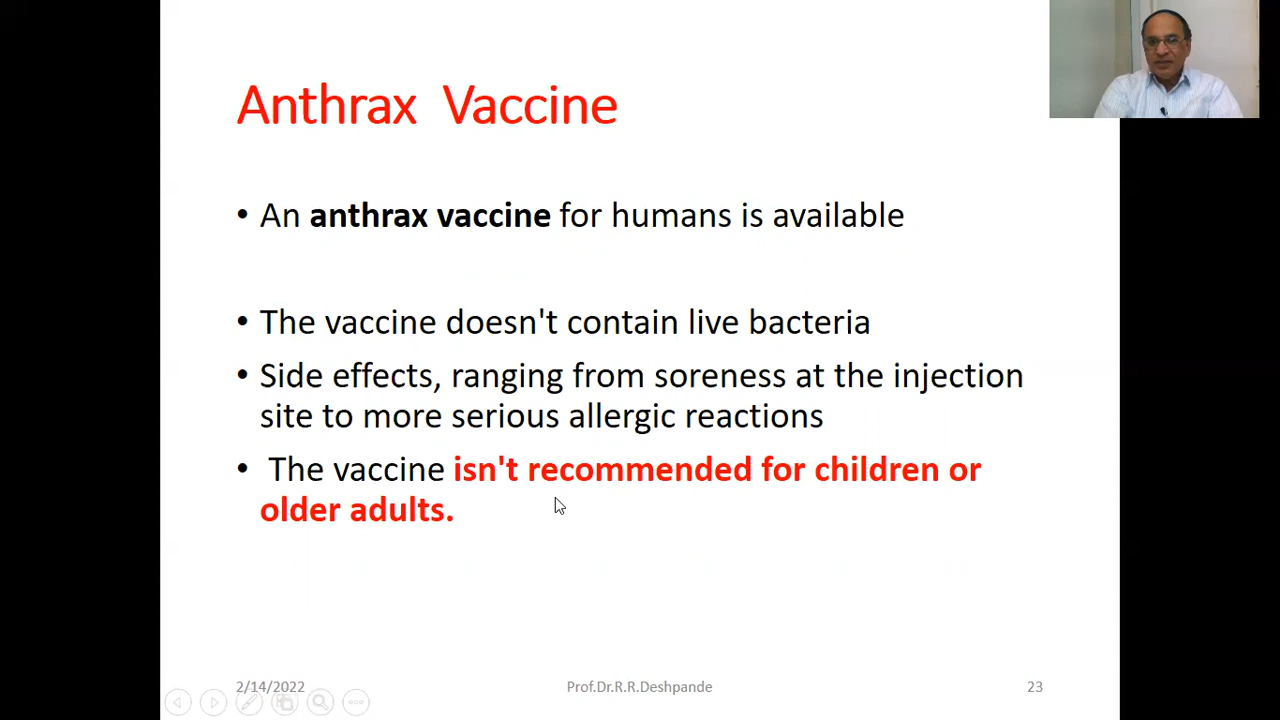 Anthrax Vaccine
• An anthrax vaccine for humans is available
• The vaccine doesn't contain live bacteria
• Side effects, ranging from soreness at the injection
site to more serious allergic reactions
• The vaccine isn't recommended for children or
older adults.
2/14/2022
Prof.Dr.R.R.Deshpande
23